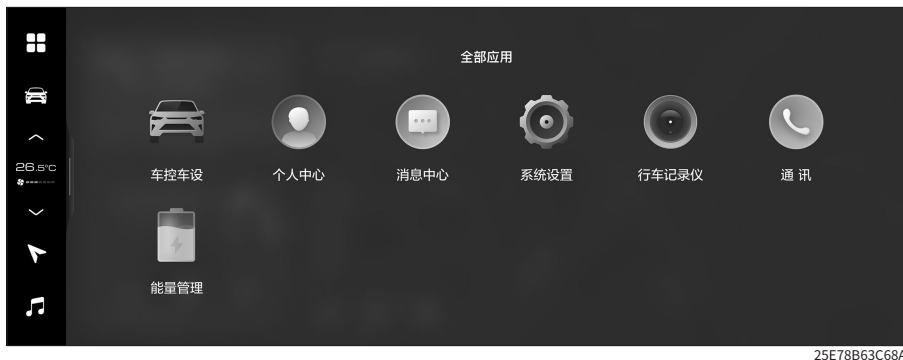 全部应用
26.5°C
车控车设
个人中心
消息中心
系统设置
行车记录仪
通 讯
能量管理
25E78B63C68A